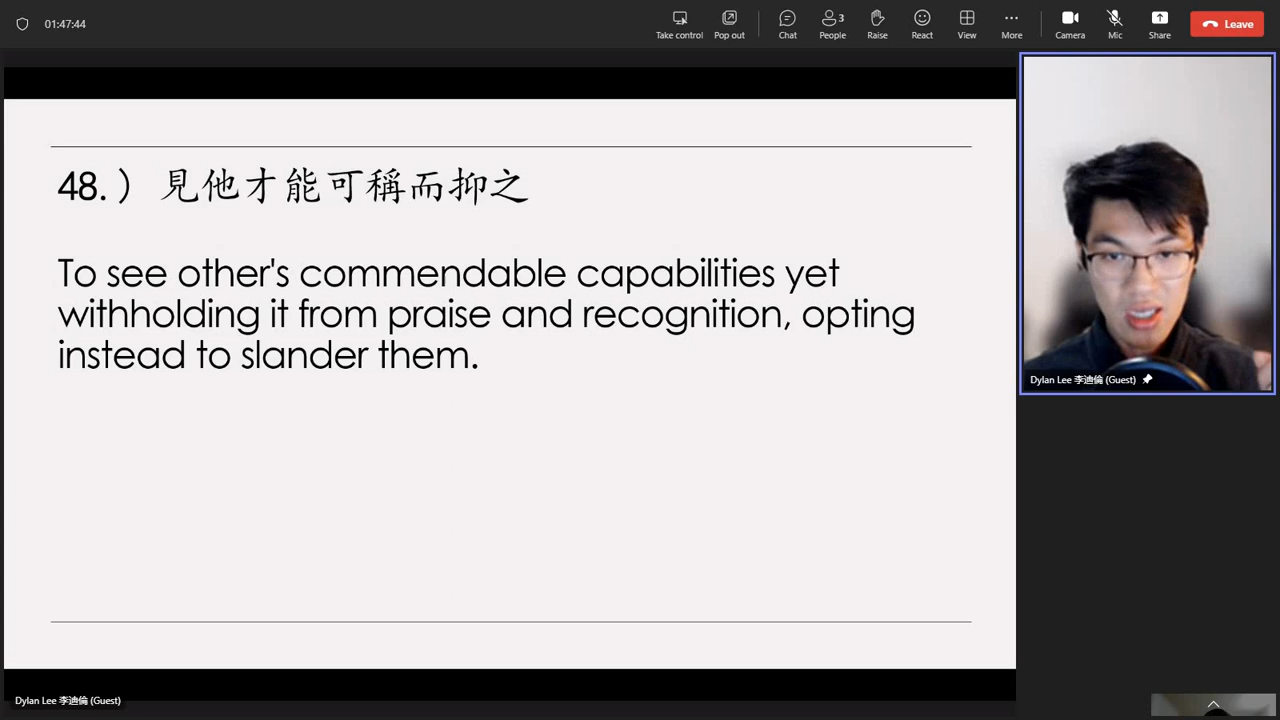 01:47:44
Take control
Pop out
Chat
3
People
Raise
React
View
More
Camera
Mic
Share
Leave
48.） 見他才能可稱而抑之
To see other's commendable capabilities yet
withholding it from praise and recognition, opting
instead to slander them.
Dylan Lee 李迪倫 (Guest)
Dylan Lee 李迪倫 (Guest)